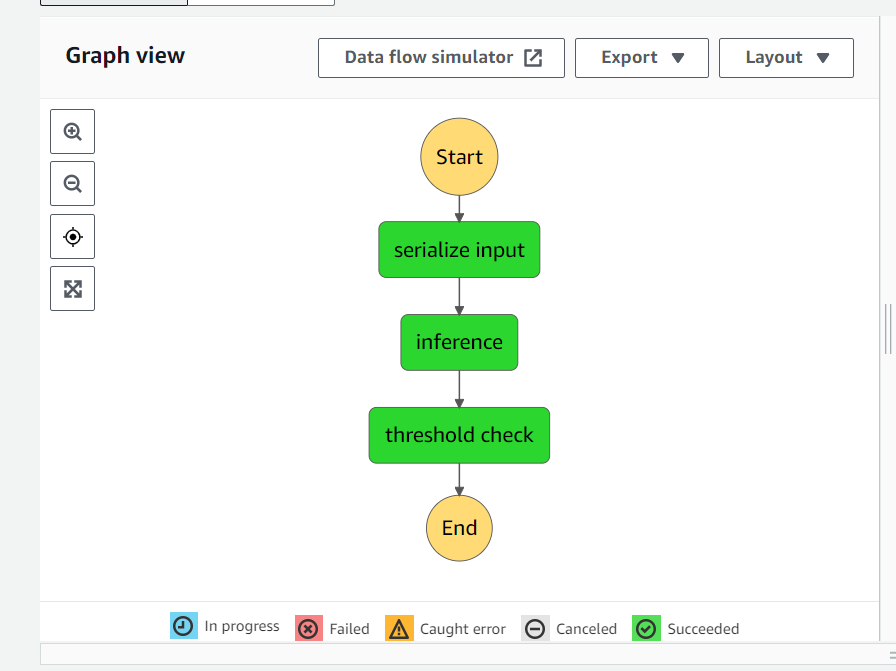 Graph view
Data flow simulator
Export
Layout
Start
serialize input
inference
threshold check
End
In progress
Failed
Caught error
Canceled
Succeeded